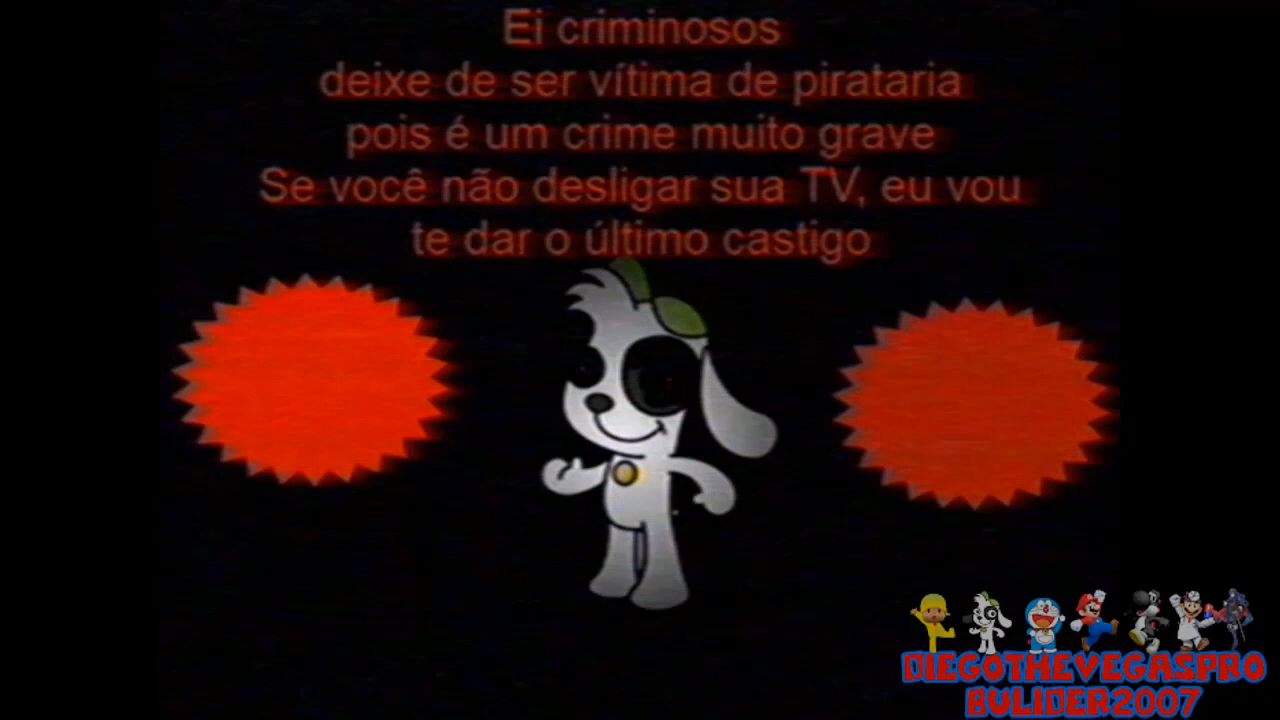 Ei criminosos
deixe de ser vítima de pirataria
pois é um crime muito grave
Se você não desligar sua TV, eu vou
te dar o último castigo
DIEGOTHEVEGASPRO
BULIDER2007